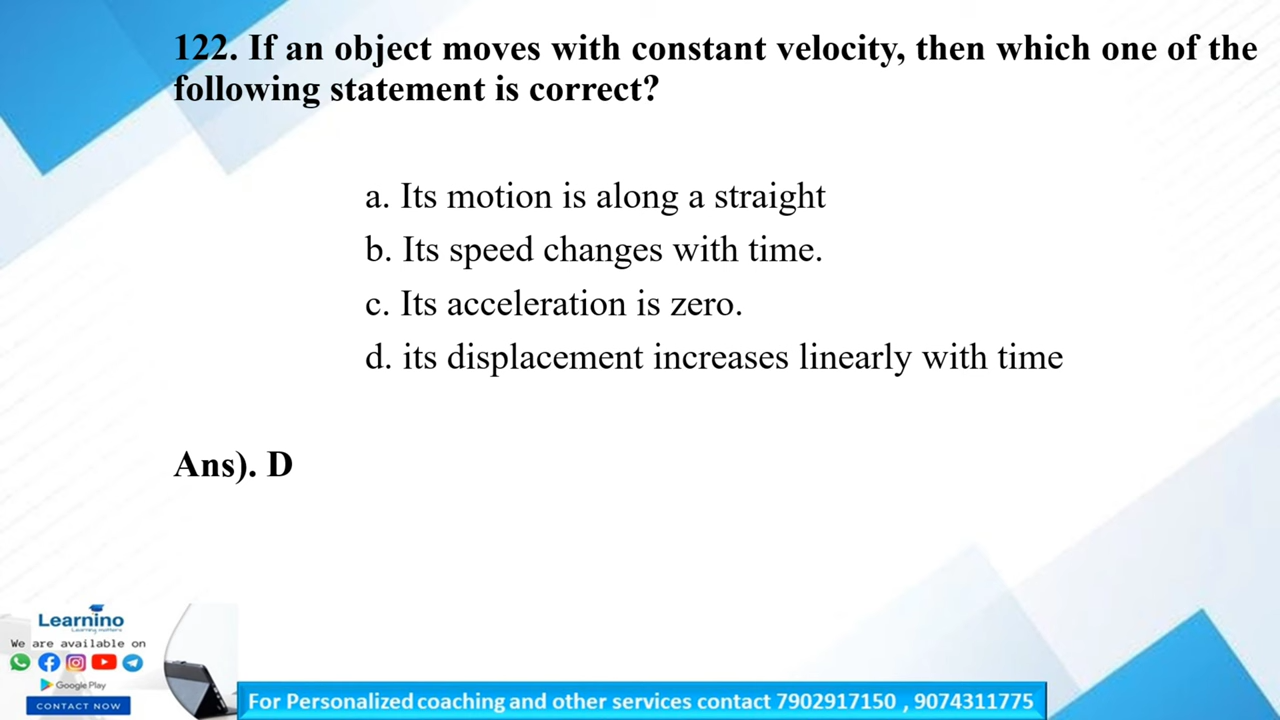 122. If an object moves with constant velocity, then which one of the
following statement is correct?
a. Its motion is along a straight
b. Its speed changes with time.
c. Its acceleration is zero.
d. its displacement increases linearly with time
Ans). D
Learnino
Learning matters
We are available on
Google Play
CONTACT NOW
For Personalized coaching and other services contact 7902917150 , 9074311775